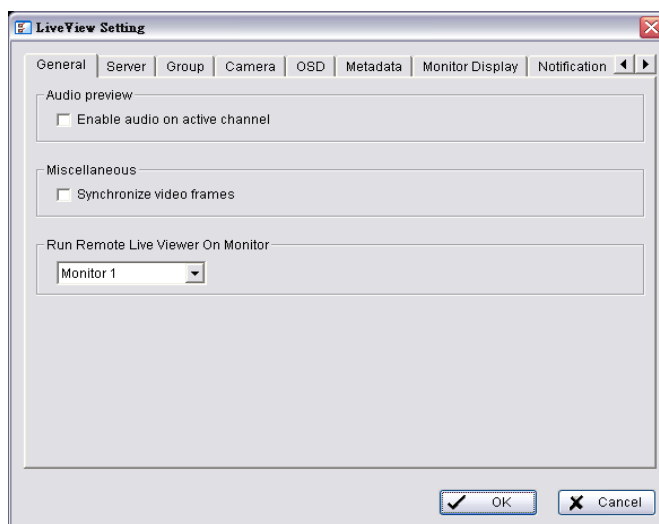 LiveView Setting
General Server Group Camera OSD Metadata Monitor Display Notification
Audio preview
Enable audio on active channel
Miscellaneous
Synchronize video frames
Run Remote Live Viewer On Monitor
Monitor 1
OK Cancel